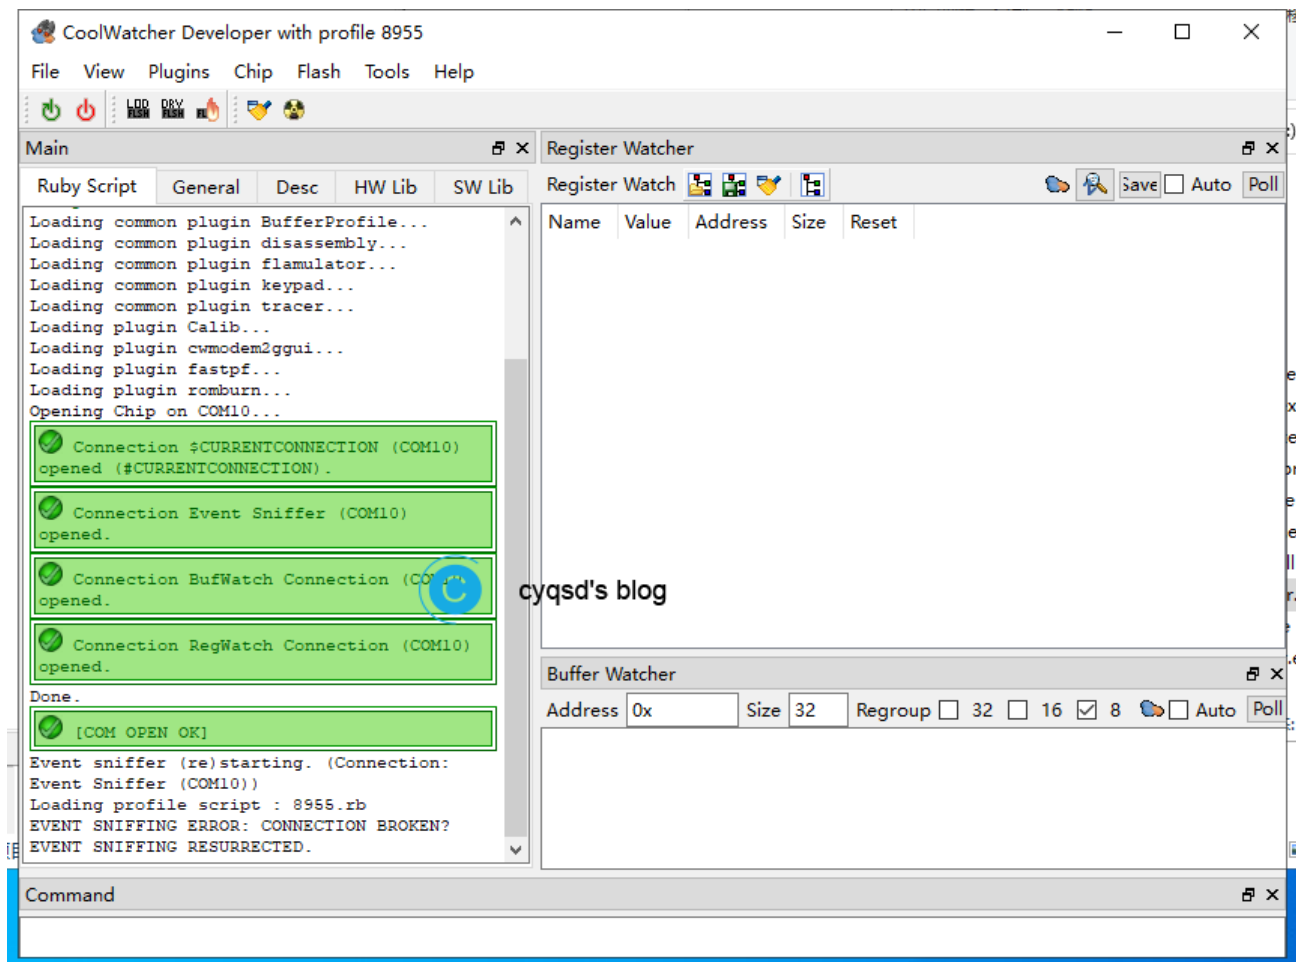 CoolWatcher Developer with profile 8955
File View Plugins Chip Flash Tools Help
LOD FLSH DRV FLSH FL
Main
Register Watcher
Ruby Script General Desc HW Lib SW Lib
Register Watch Save Auto Poll
Name Value Address Size Reset
Loading common plugin BufferProfile...
Loading common plugin disassembly...
Loading common plugin flamulator...
Loading common plugin keypad...
Loading common plugin tracer...
Loading plugin Calib...
Loading plugin cwmodem2ggui...
Loading plugin fastpf...
Loading plugin romburn...
Opening Chip on COM10...
Connection $CURRENTCONNECTION (COM10)
opened (#CURRENTCONNECTION).
Connection Event Sniffer (COM10)
opened.
Connection BufWatch Connection
opened.
C cyqsd's blog
Connection RegWatch Connection (COM10)
opened.
Done.
[COM OPEN OK]
Event sniffer (re)starting. (Connection:
Event Sniffer (COM10))
Loading profile script : 8955.rb
EVENT SNIFFING ERROR: CONNECTION BROKEN?
EVENT SNIFFING RESURRECTED.
Buffer Watcher
Address 0x Size 32 Regroup 32 16 8 Auto Poll
Command